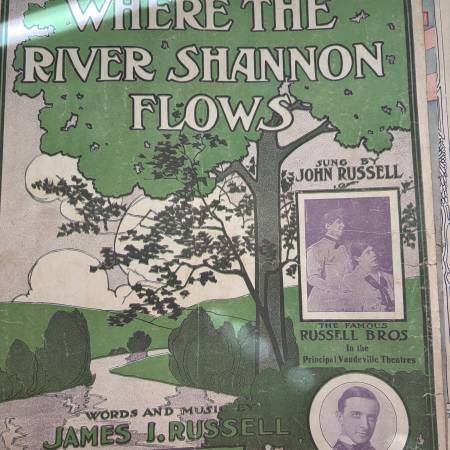 WHERE THE
RIVER SHANNON
FLOWS
SUNG BY
JOHN RUSSELL
THE FAMOUS
RUSSELL BROS
In the
Principal Vaudeville Theatres
WORDS AND MUSIC BY
JAMES I. RUSSELL